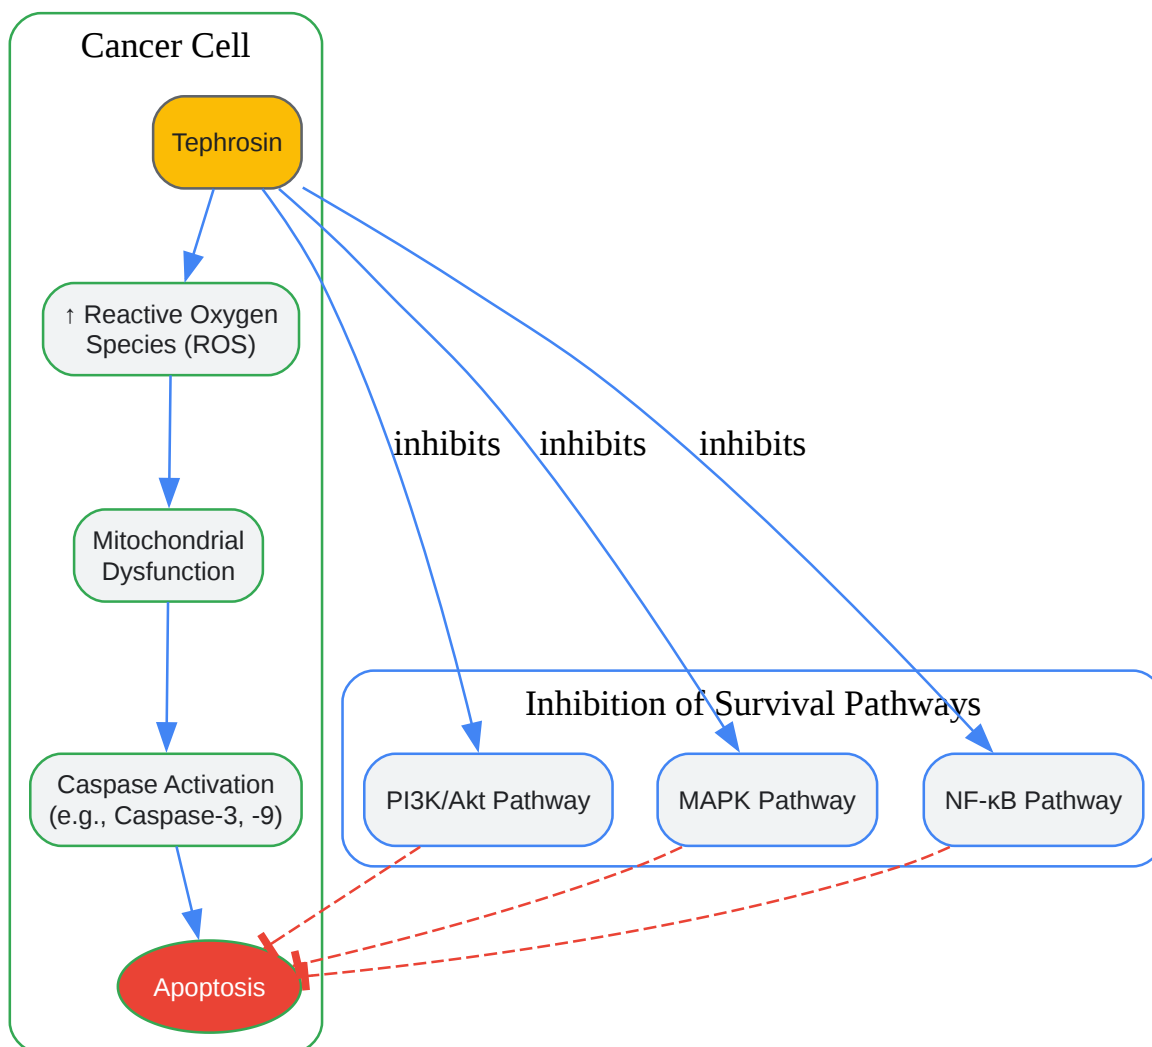 Cancer Cell
Tephrosin
↑ Reactive Oxygen
Species (ROS)
inhibits
inhibits
inhibits
Mitochondrial
Dysfunction
Inhibition of Survival Pathways
Caspase Activation
(e.g., Caspase-3, -9)
PI3K/Akt Pathway
MAPK Pathway
NF-κB Pathway
Apoptosis